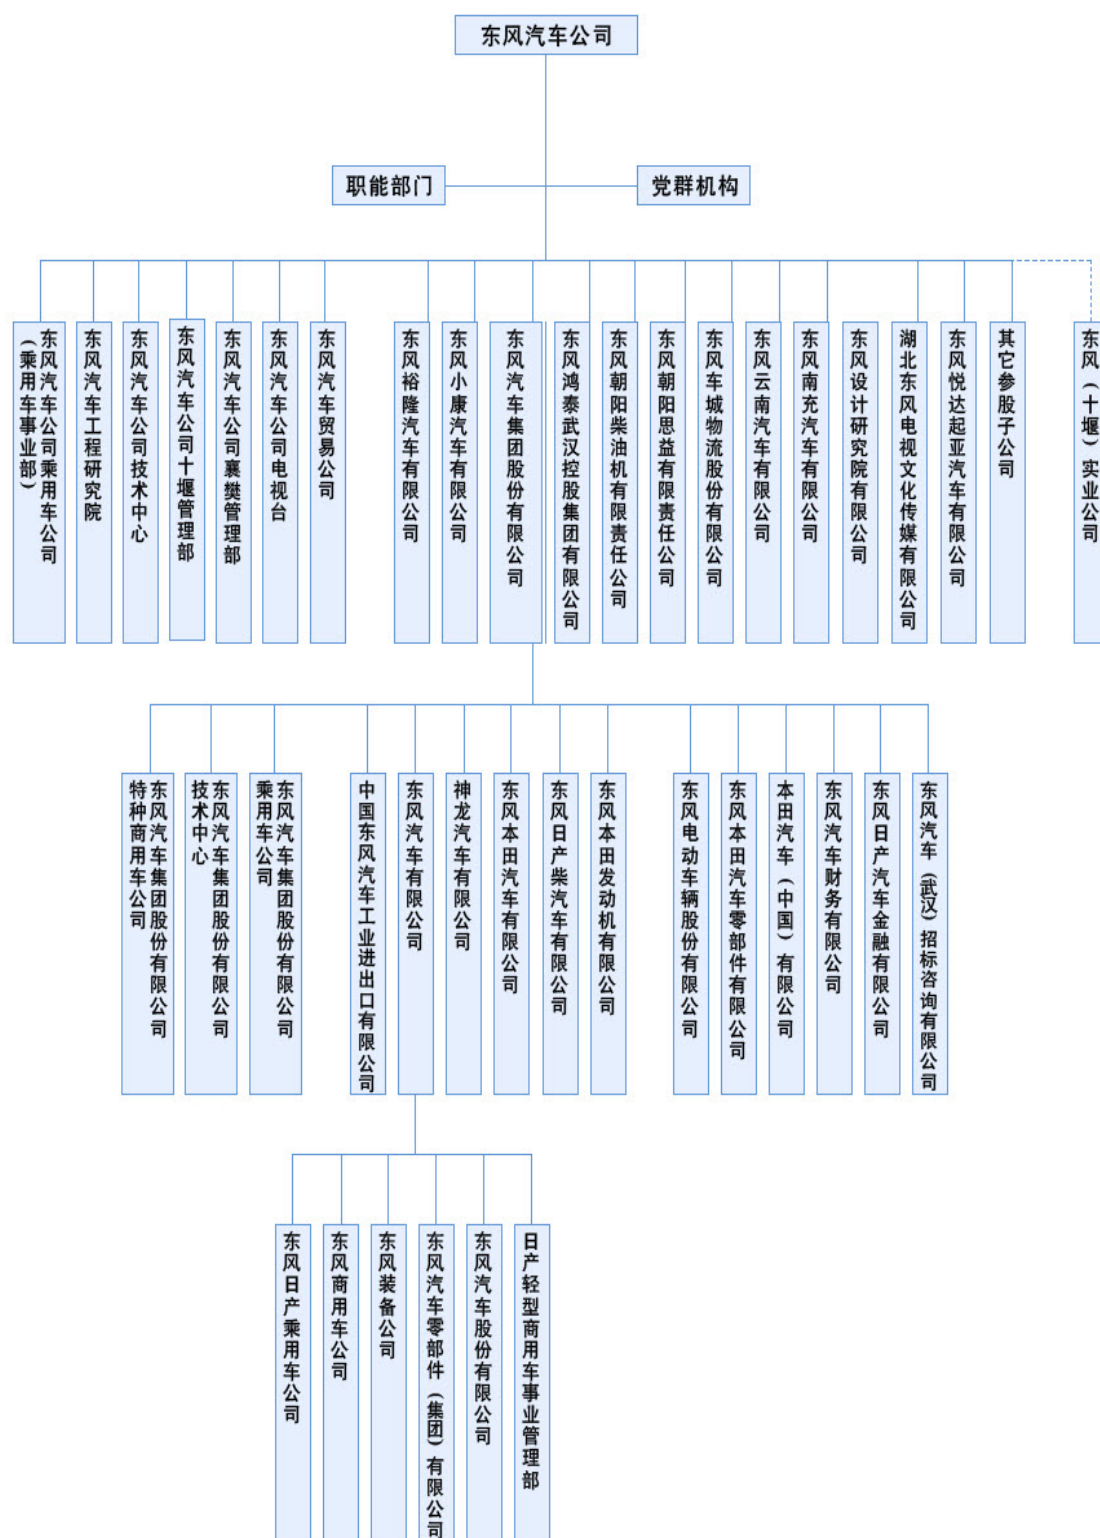 东风汽车公司
职能部门
党群机构
东风汽车公司乘用车公司
（乘用车事业部）
东风汽车工程研究院
东风汽车公司技术中心
东风汽车公司十堰管理部
东风汽车公司襄樊管理部
东风汽车公司电视台
东风汽车贸易公司
东风裕隆汽车有限公司
东风小康汽车有限公司
东风汽车集团股份有限公司
东风鸿泰武汉控股集团有限公司
东风朝阳柴油机有限责任公司
东风朝阳思益有限责任公司
东风车城物流股份有限公司
东风云南汽车有限公司
东风南充汽车有限公司
东风设计研究院有限公司
湖北东风电视文化传媒有限公司
东风悦达起亚汽车有限公司
其它参股子公司
东风（十堰）实业公司
东风汽车集团股份有限公司
特种商用车公司
东风汽车集团股份有限公司
技术中心
东风汽车集团股份有限公司
乘用车公司
中国东风汽车工业进出口有限公司
东风汽车有限公司
神龙汽车有限公司
东风本田汽车有限公司
东风日产柴汽车有限公司
东风本田发动机有限公司
东风电动车辆股份有限公司
东风本田汽车零部件有限公司
本田汽车（中国）有限公司
东风汽车财务有限公司
东风日产汽车金融有限公司
东风汽车（武汉）招标咨询有限公司
东风日产乘用车公司
东风商用车公司
东风装备公司
东风汽车零部件（集团）有限公司
东风汽车股份有限公司
日产轻型商用车事业管理部